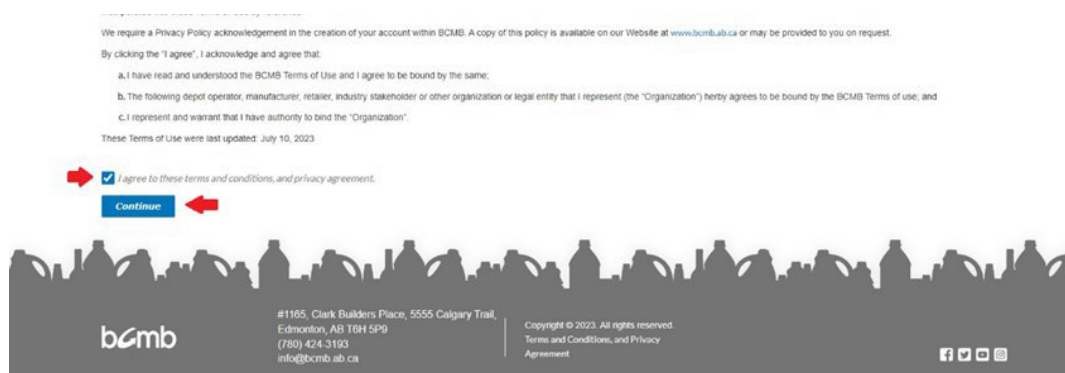 We require a Privacy Policy acknowledgement in the creation of your account within BCMB. A copy of this policy is available on our Website at www.bcmb.ab.ca or may be provided to you on request.
By clicking the "I agree", I acknowledge and agree that:
a. I have read and understood the BCMB Terms of Use and I agree to be bound by the same;
b. The following depot operator, manufacturer, retailer, industry stakeholder or other organization or legal entity that I represent (the "Organization") herby agrees to be bound by the BCMB Terms of use; and
c. I represent and warrant that I have authority to bind the "Organization".
These Terms of Use were last updated: July 10, 2023
I agree to these terms and conditions, and privacy agreement.
Continue
bcmb
#1165, Clark Builders Place, 5555 Calgary Trail,
Edmonton, AB T6H 5P9
(780) 424-3193
info@bcmb.ab.ca
Copyright © 2023. All rights reserved.
Terms and Conditions, and Privacy
Agreement